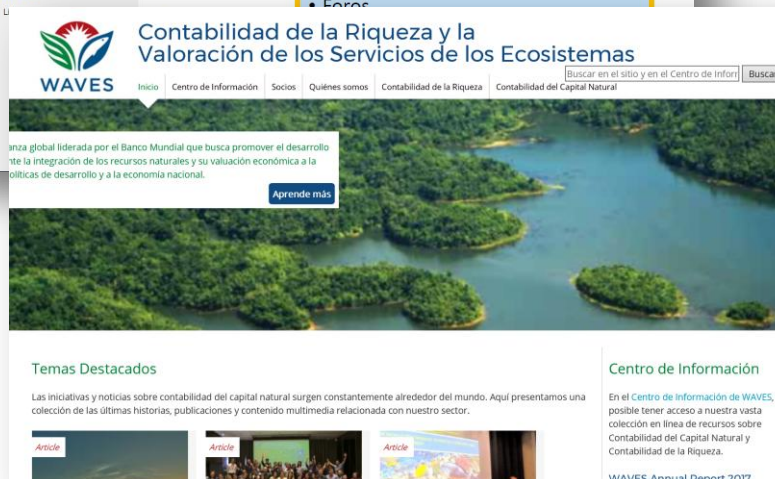 • Foros
Contabilidad de la Riqueza y la
Valoración de los Servicios de los Ecosistemas
WAVES
Buscar en el sitio y en el Centro de Inforr
Buscar
Inicio
Centro de Información
Socios
Quiénes somos
Contabilidad de la Riqueza
Contabilidad del Capital Natural
anza global liderada por el Banco Mundial que busca promover el desarrollo
nte la integración de los recursos naturales y su valuación económica a la
olíticas de desarrollo y a la economía nacional.
Aprende más
Temas Destacados
Las iniciativas y noticias sobre contabilidad del capital natural surgen constantemente alrededor del mundo. Aquí presentamos una
colección de las últimas historias, publicaciones y contenido multimedia relacionada con nuestro sector.
Article
Article
Article
Centro de Información
En el Centro de Información de WAVES,
posible tener acceso a nuestra vasta
colección en línea de recursos sobre
Contabilidad del Capital Natural y
Contabilidad de la Riqueza.
WAVES Annual Report 2017